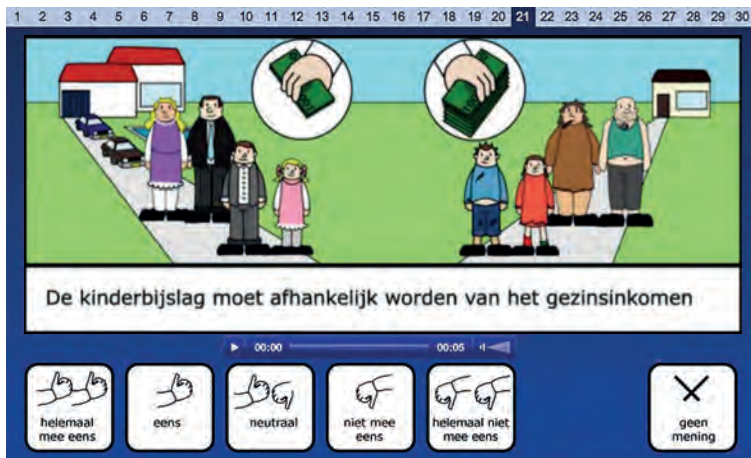 1 2 3 4 5 6 7 8 9 10 11 12 13 14 15 16 17 18 19 20 21 22 23 24 25 26 27 28 29 30
De kinderbijslag moet afhankelijk worden van het gezinsinkomen
00:00 00:05
helemaal
mee eens
eens
neutraal
niet mee
eens
helemaal niet
mee eens
geen
mening